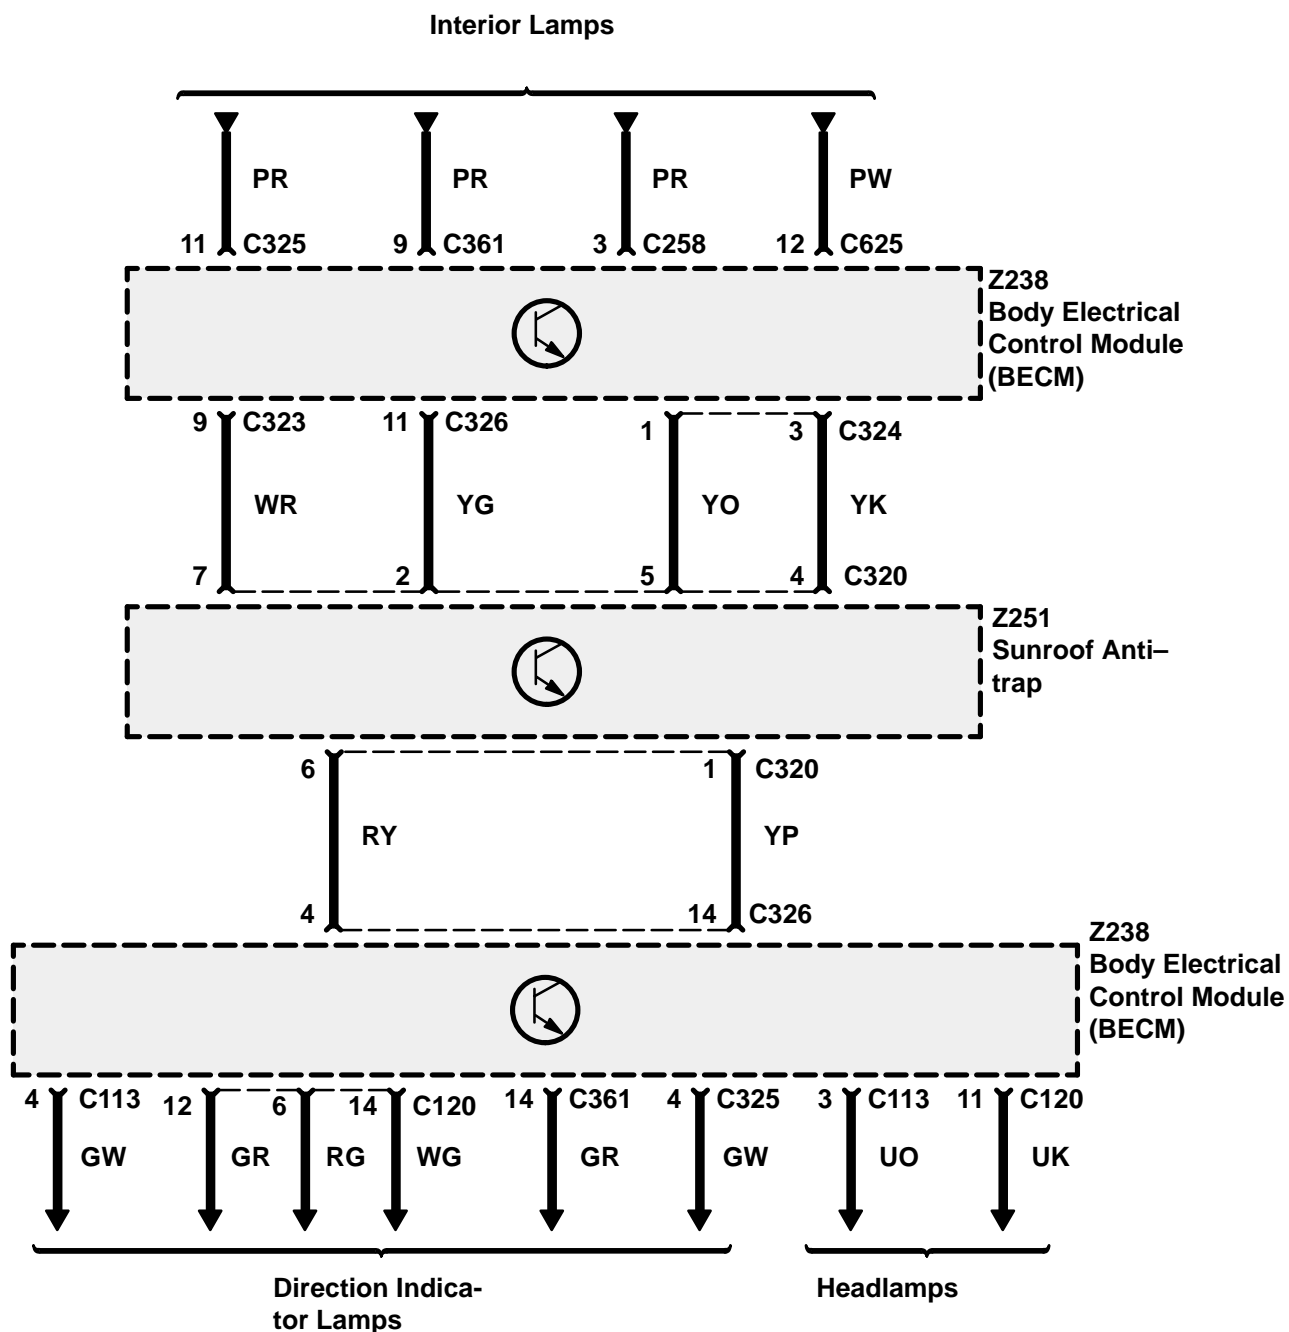 Interior Lamps
PR PR PR PW
11 C325 9 C361 3 C258 12 C625
Z238
Body Electrical
Control Module
(BECM)
9 C323 11 C326 1 3 C324
WR YG YO YK
7 2 5 4 C320
Z251
Sunroof Anti–
trap
6 1 C320
RY YP
4 14 C326
Z238
Body Electrical
Control Module
(BECM)
4 C113 12 6 14 C120 14 C361 4 C325 3 C113 11 C120
GW GR RG WG GR GW UO UK
Direction Indica-
tor Lamps
Headlamps